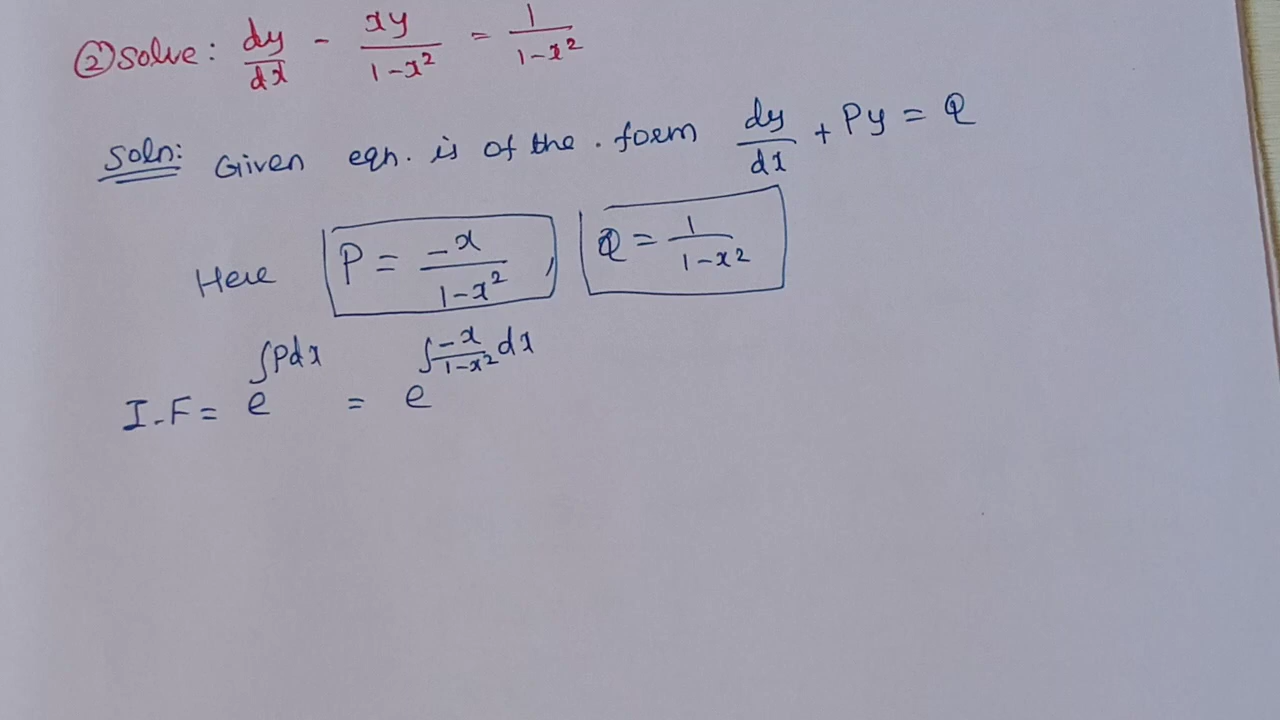 ② Solve: dy/dx - xy/1-x² = 1/1-x²
Soln: Given eqn. is of the . form dy/dx + Py = Q
Here P = -x/1-x² , Q = 1/1-x²
I.F = e^∫Pdx = e^∫-x/1-x² dx